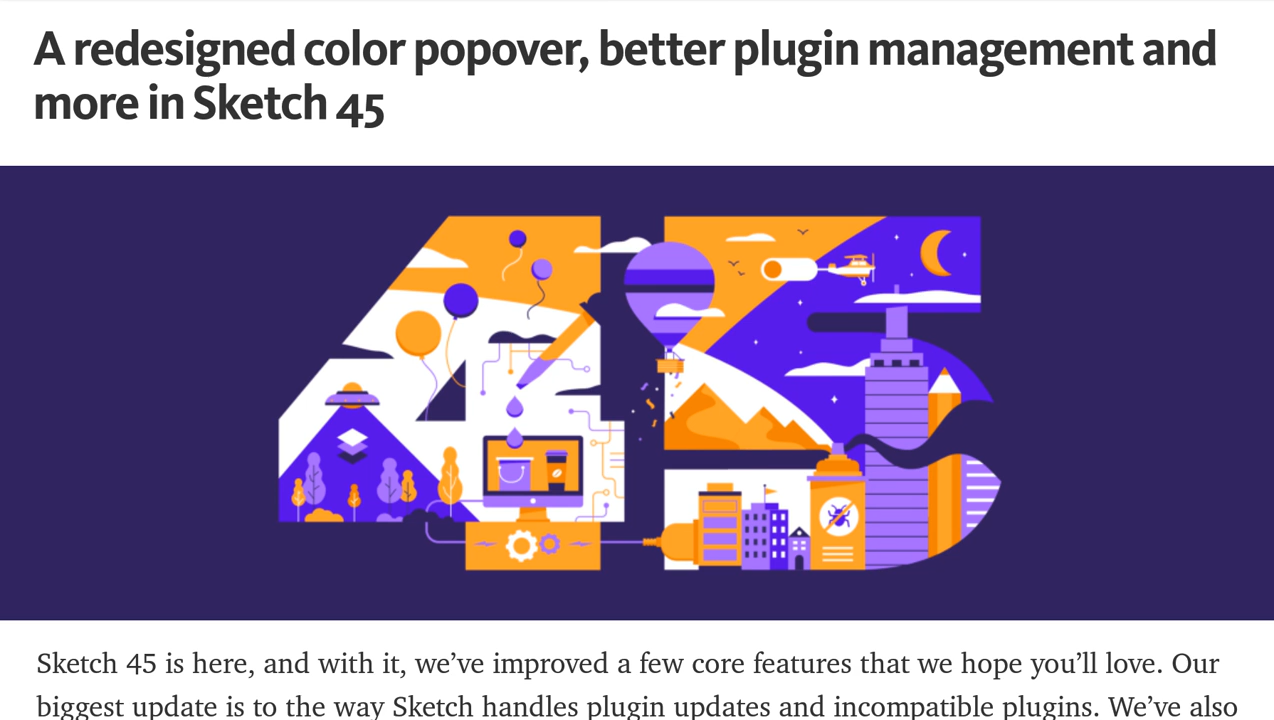 A redesigned color popover, better plugin management and
more in Sketch 45
45
Sketch 45 is here, and with it, we’ve improved a few core features that we hope you’ll love. Our
biggest update is to the way Sketch handles plugin updates and incompatible plugins. We’ve also